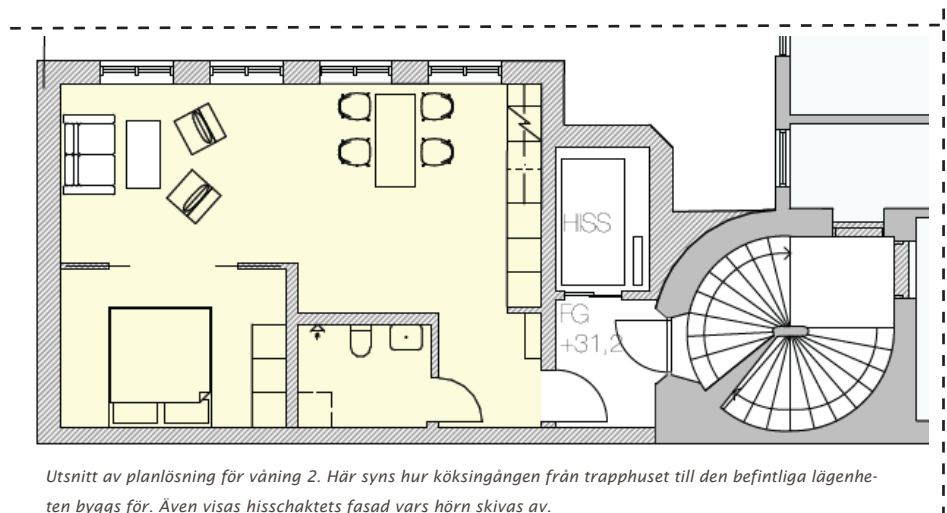 HISS
FG
+31,2
Utsnitt av planlösning för våning 2. Här syns hur köksingången från trapphuset till den befintliga lägenhe-
ten byggs för. Även visas hisschaktets fasad vars hörn skivas av.